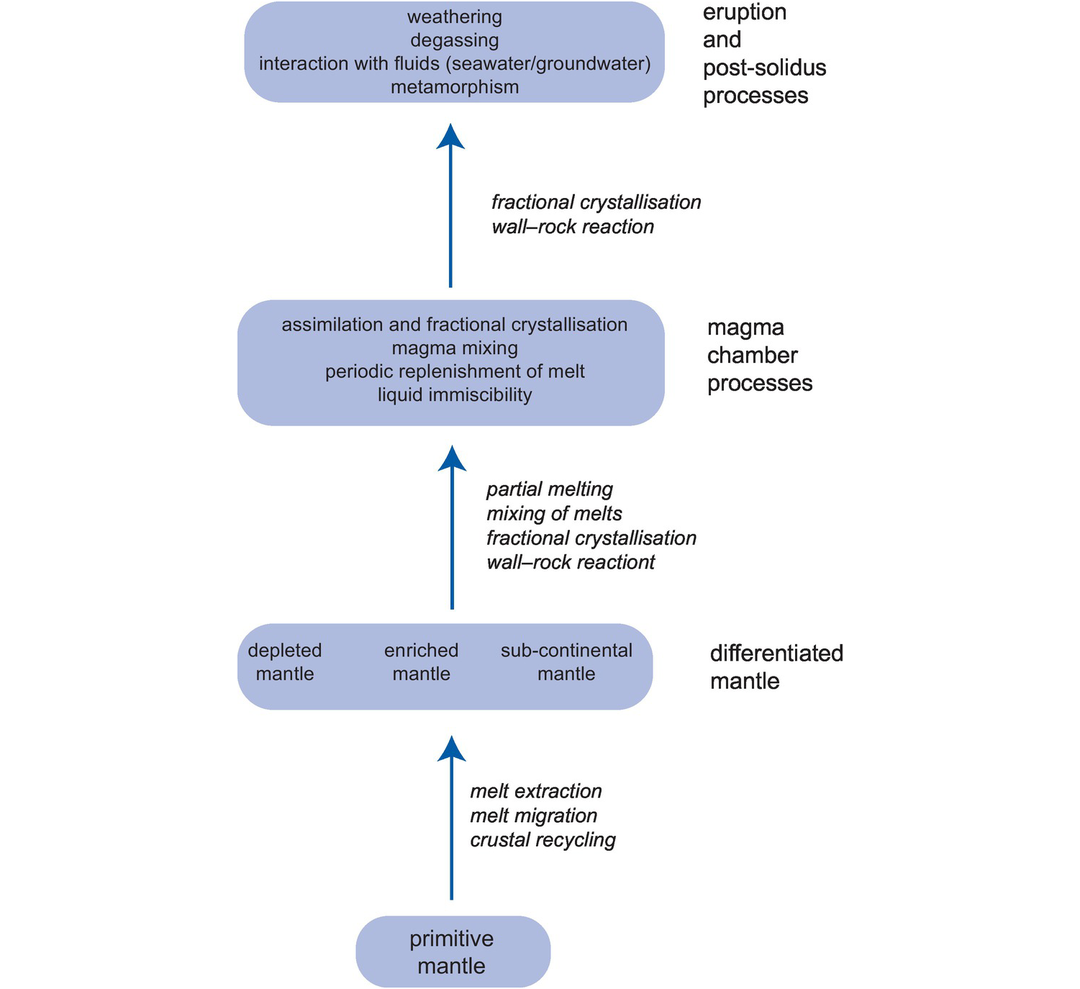 weathering
degassing
interaction with fluids (seawater/groundwater)
metamorphism
eruption
and
post-solidus
processes
fractional crystallisation
wall–rock reaction
assimilation and fractional crystallisation
magma mixing
periodic replenishment of melt
liquid immiscibility
magma
chamber
processes
partial melting
mixing of melts
fractional crystallisation
wall–rock reactiont
depleted
mantle
enriched
mantle
sub-continental
mantle
differentiated
mantle
melt extraction
melt migration
crustal recycling
primitive
mantle